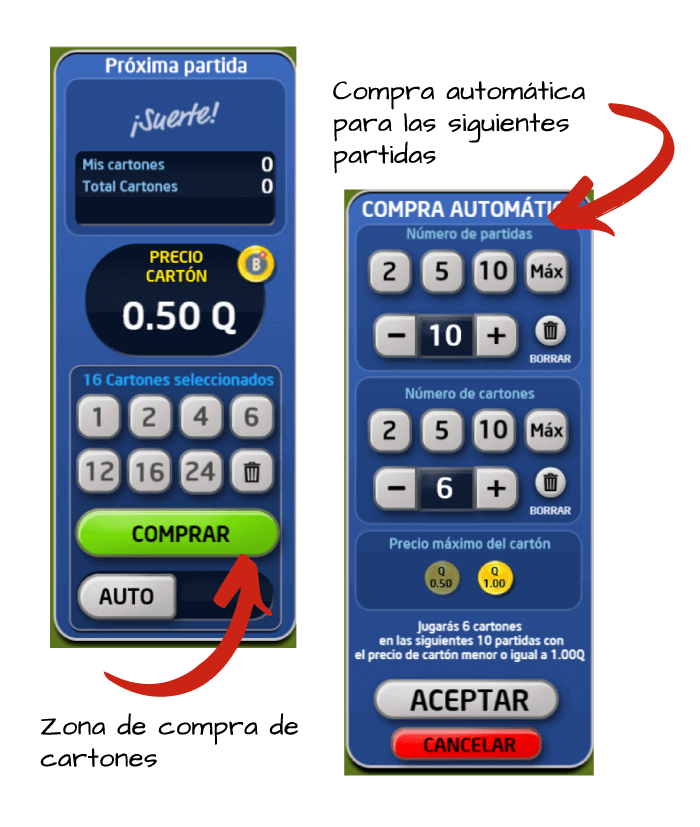 Próxima partida
¡Suerte!
Mis cartones 0
Total Cartones 0
PRECIO
CARTÓN
B
0.50 Q
16 Cartones seleccionados
1 2 4 6
12 16 24
COMPRAR
AUTO
Zona de compra de
cartones
Compra automática
para las siguientes
partidas
COMPRA AUTOMÁTI
Número de partidas
2 5 10 Máx
− 10 +
BORRAR
Número de cartones
2 5 10 Máx
− 6 +
BORRAR
Precio máximo del cartón
Q Q
0.50 1.00
Jugarás 6 cartones
en las siguientes 10 partidas con
el precio de cartón menor o igual a 1.00Q
ACEPTAR
CANCELAR